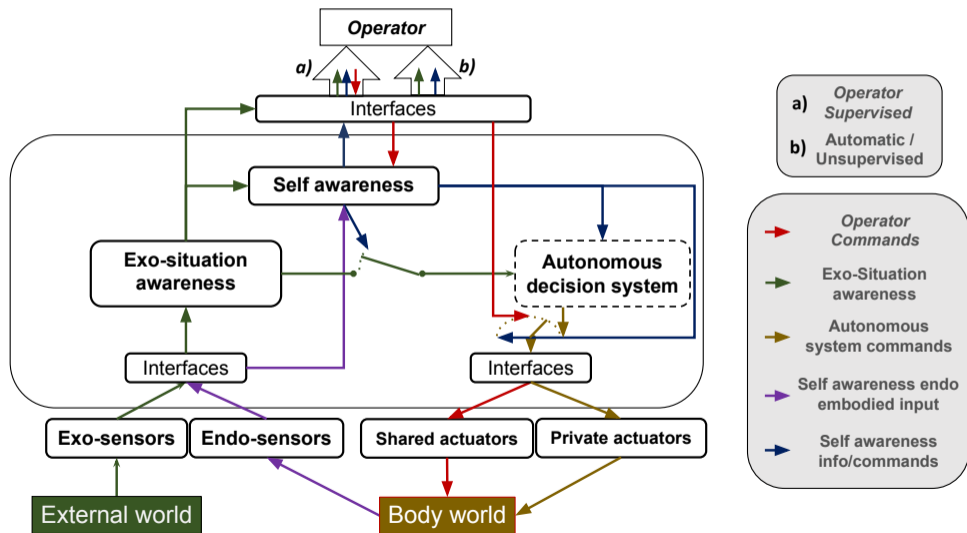 Operator
a)
b)
Interfaces
Self awareness
Exo-situation
awareness
Autonomous
decision system
Interfaces
Interfaces
Exo-sensors
Endo-sensors
Shared actuators
Private actuators
External world
Body world
a) Operator
Supervised
b) Automatic /
Unsupervised
Operator
Commands
Exo-Situation
awareness
Autonomous
system commands
Self awareness endo
embodied input
Self awareness
info/commands